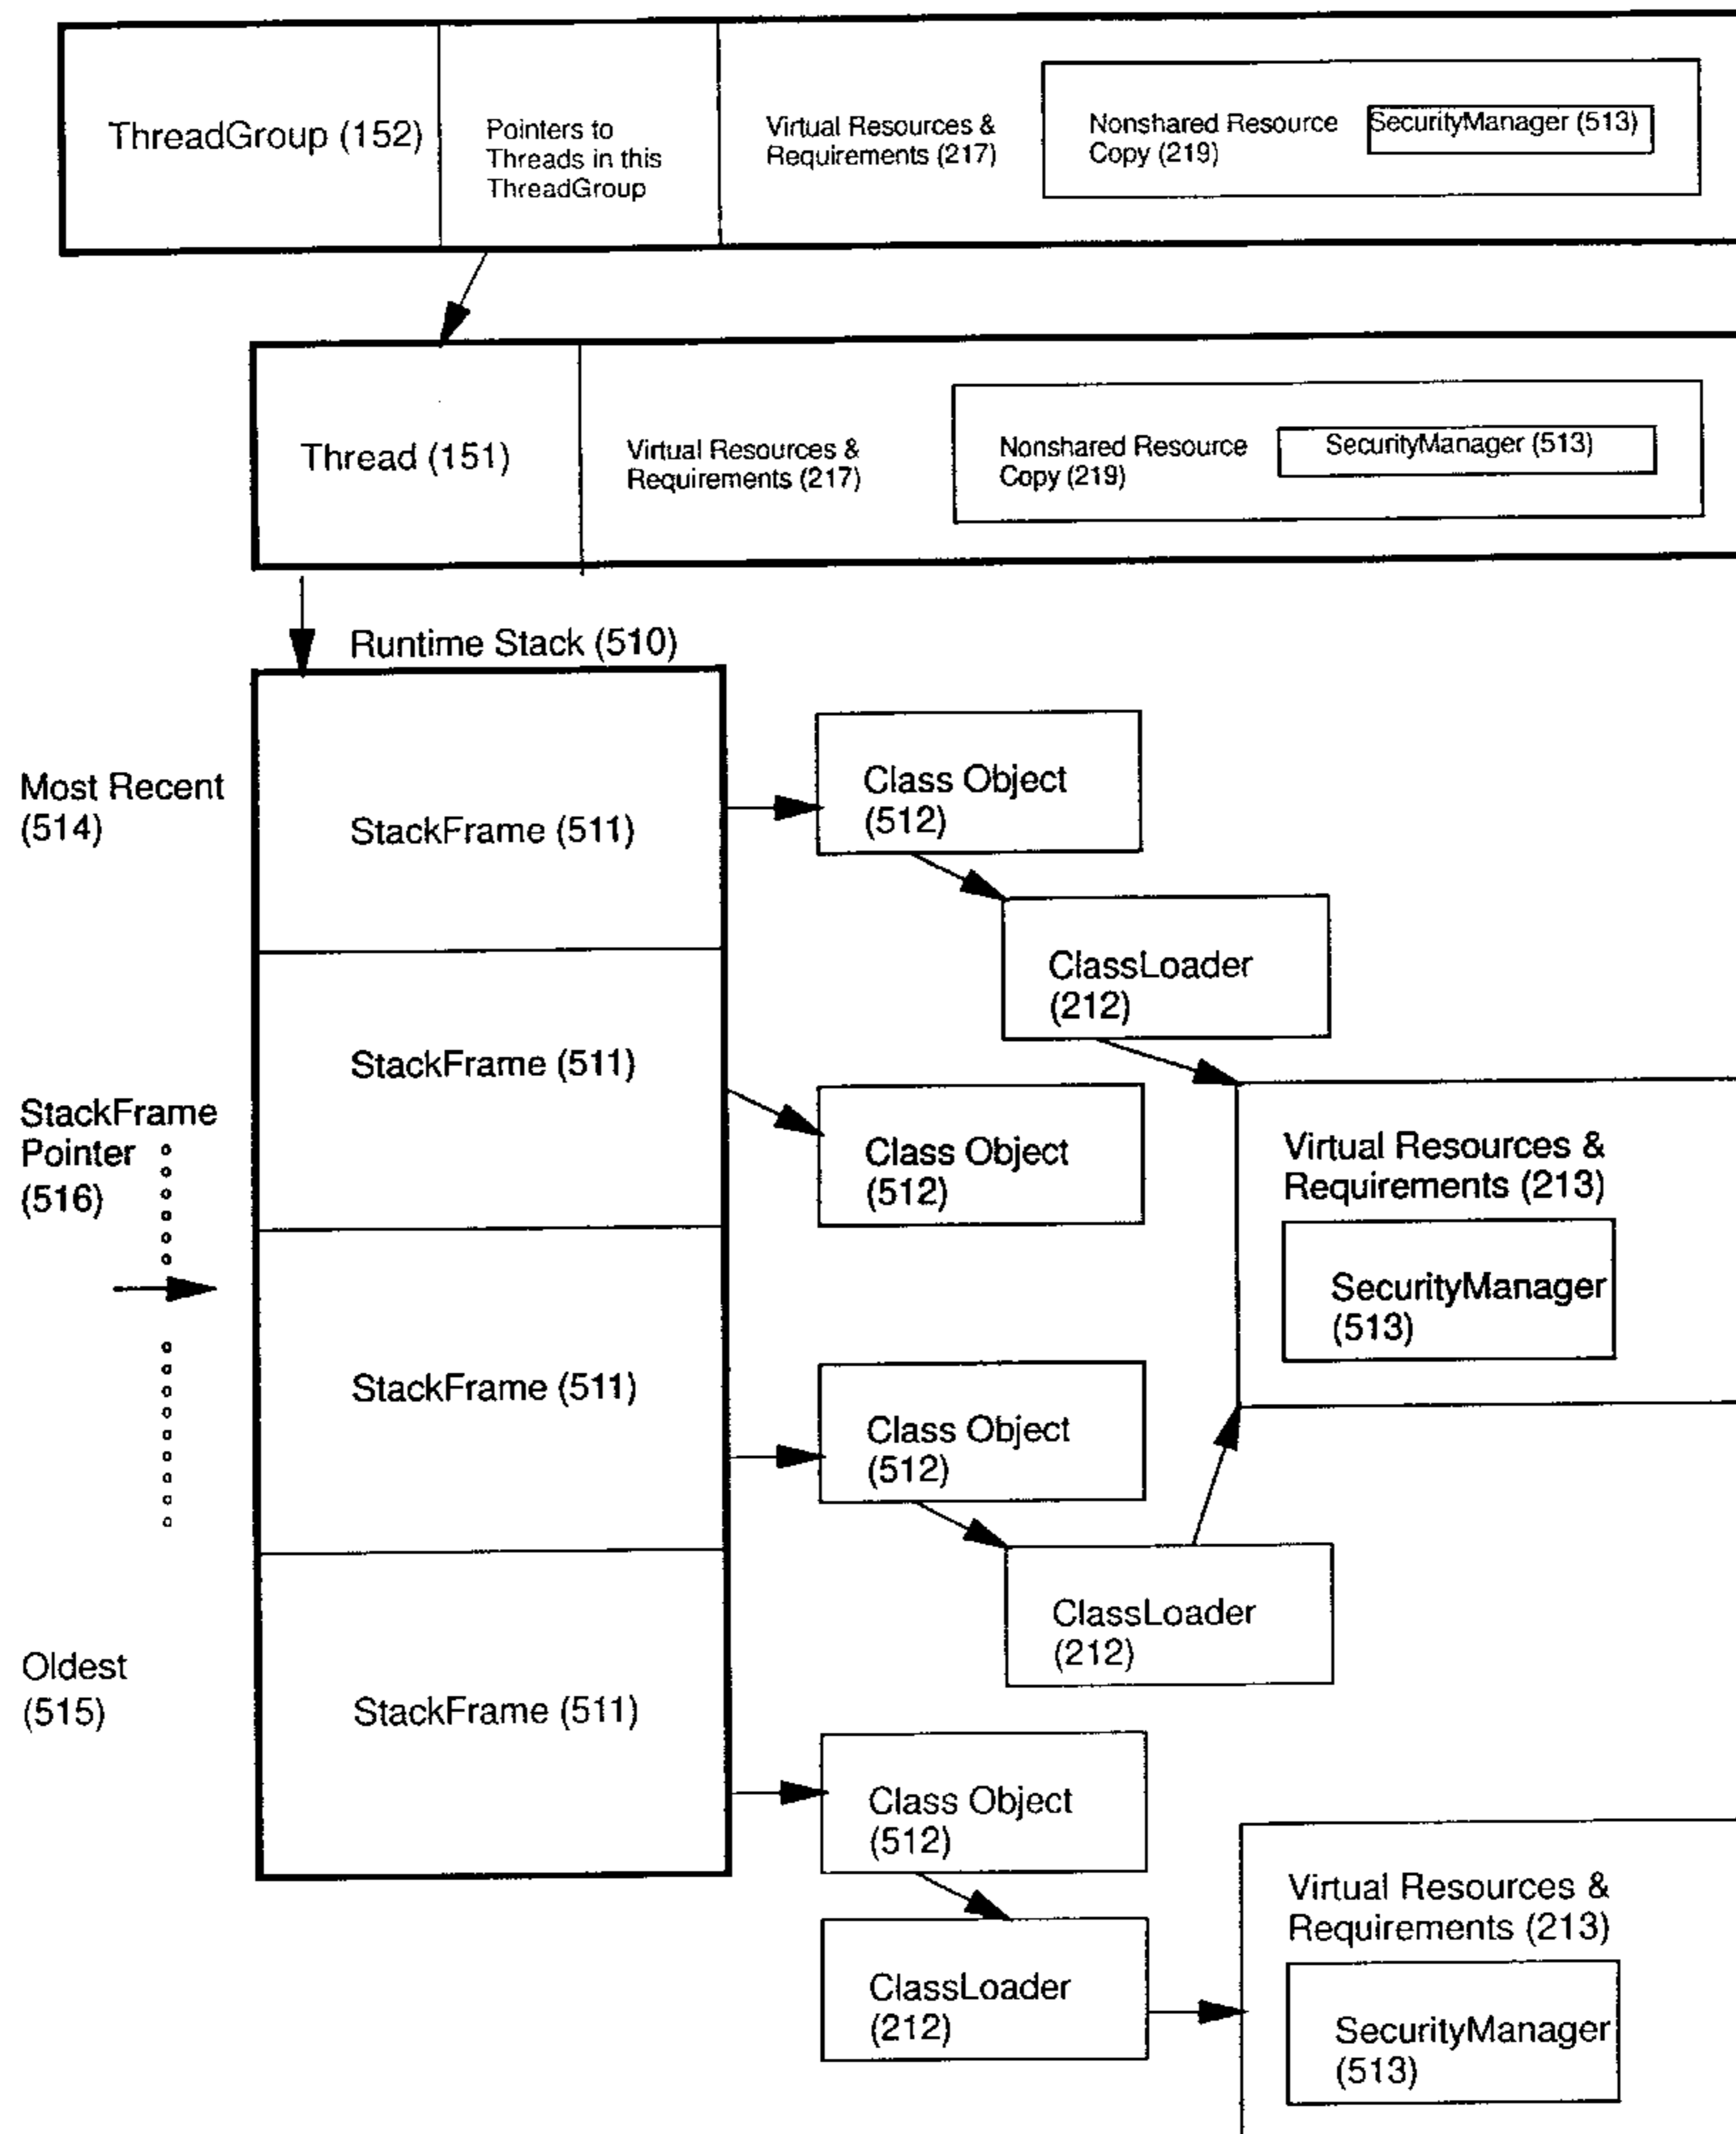 ThreadGroup (152)
Pointers to
Threads in this
ThreadGroup
Virtual Resources &
Requirements (217)
Nonshared Resource
Copy (219)
SecurityManager (513)
Thread (151)
Virtual Resources &
Requirements (217)
Nonshared Resource
Copy (219)
SecurityManager (513)
Runtime Stack (510)
Most Recent
(514)
StackFrame (511)
Class Object
(512)
ClassLoader
(212)
StackFrame (511)
StackFrame
Pointer
(516)
Class Object
(512)
Virtual Resources &
Requirements (213)
SecurityManager
(513)
StackFrame (511)
Class Object
(512)
ClassLoader
(212)
Oldest
(515)
StackFrame (511)
Class Object
(512)
ClassLoader
(212)
Virtual Resources &
Requirements (213)
SecurityManager
(513)